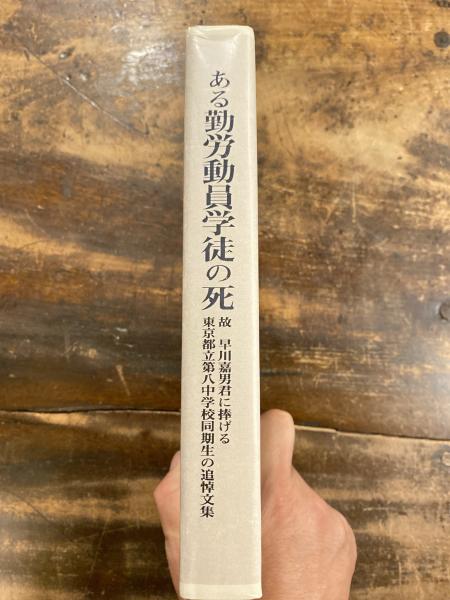 ある勤労動員学徒の死
故 早川嘉男君に捧げる
東京都立第八中学校同期生の追悼文集